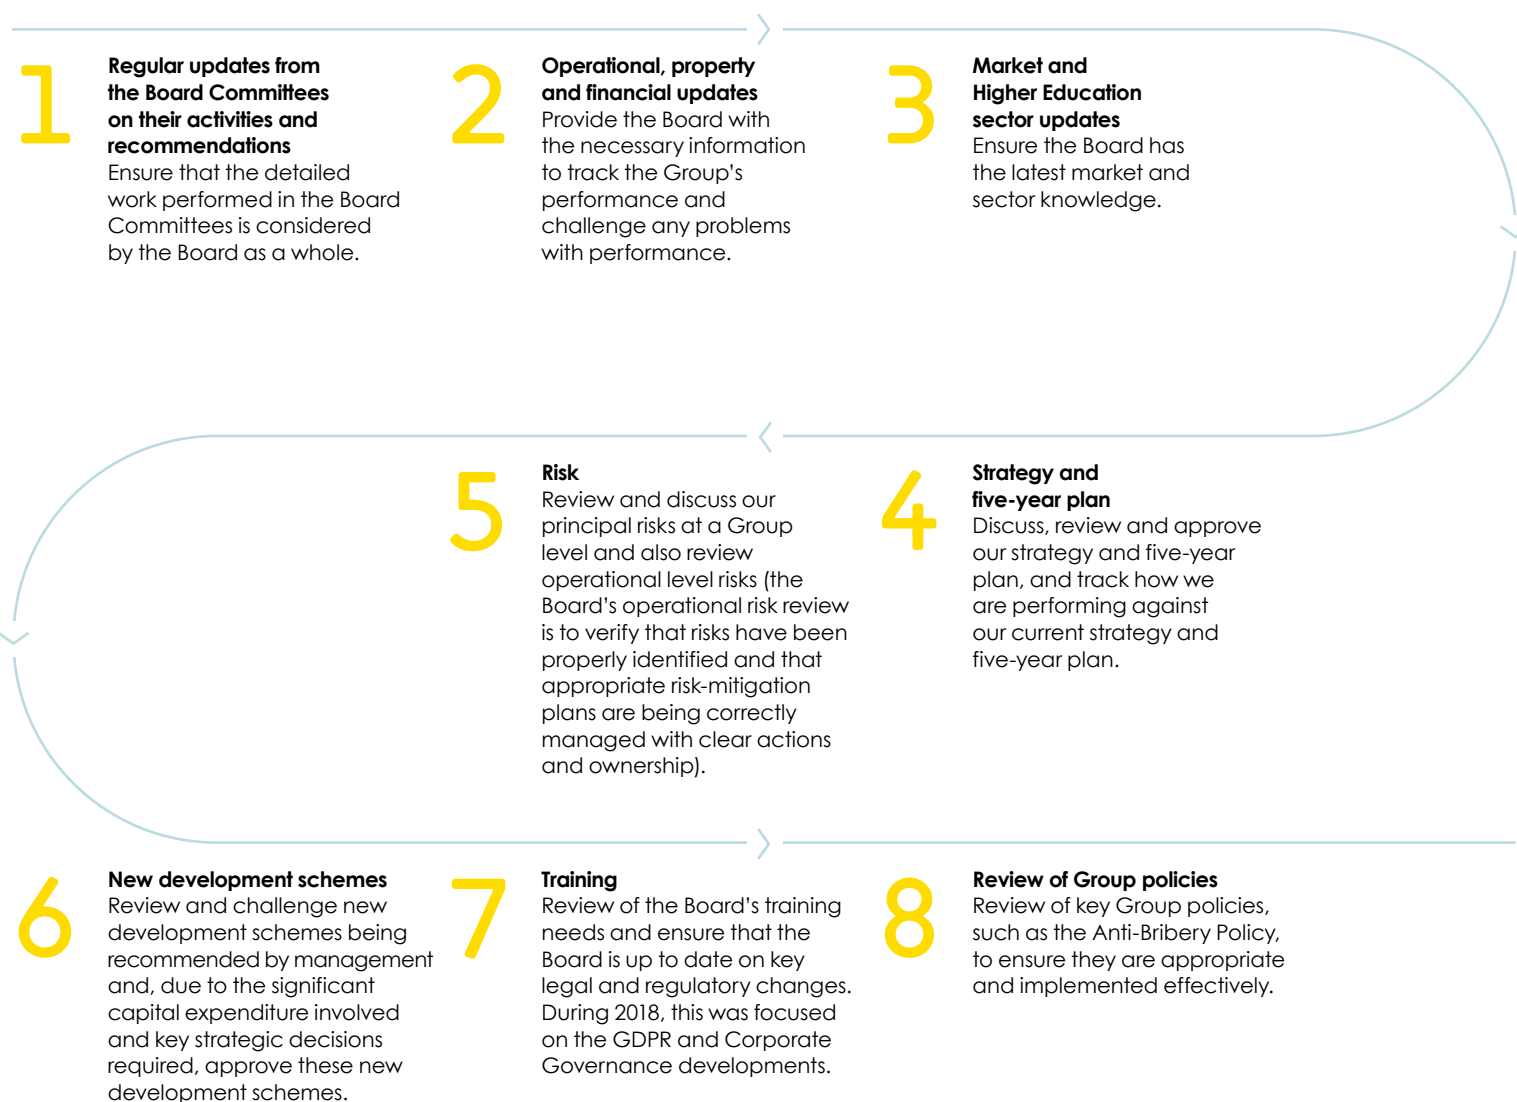 1
Regular updates from
the Board Committees
on their activities and
recommendations
Ensure that the detailed
work performed in the Board
Committees is considered
by the Board as a whole.
2
Operational, property
and financial updates
Provide the Board with
the necessary information
to track the Group’s
performance and
challenge any problems
with performance.
3
Market and
Higher Education
sector updates
Ensure the Board has
the latest market and
sector knowledge.
4
Strategy and
five-year plan
Discuss, review and approve
our strategy and five-year
plan, and track how we
are performing against
our current strategy and
five-year plan.
5
Risk
Review and discuss our
principal risks at a Group
level and also review
operational level risks (the
Board’s operational risk review
is to verify that risks have been
properly identified and that
appropriate risk-mitigation
plans are being correctly
managed with clear actions
and ownership).
6
New development schemes
Review and challenge new
development schemes being
recommended by management
and, due to the significant
capital expenditure involved
and key strategic decisions
required, approve these new
development schemes.
7
Training
Review of the Board’s training
needs and ensure that the
Board is up to date on key
legal and regulatory changes.
During 2018, this was focused
on the GDPR and Corporate
Governance developments.
8
Review of Group policies
Review of key Group policies,
such as the Anti-Bribery Policy,
to ensure they are appropriate
and implemented effectively.